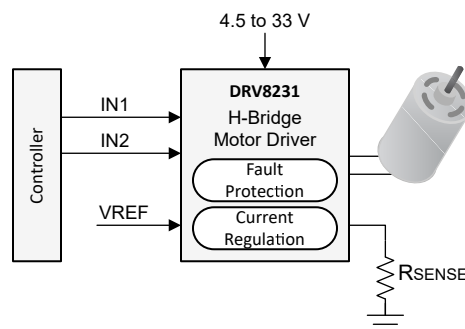 4.5 to 33 V
DRV8231
H-Bridge
Motor Driver
Controller
IN1
IN2
Fault
Protection
VREF
Current
Regulation
RSENSE